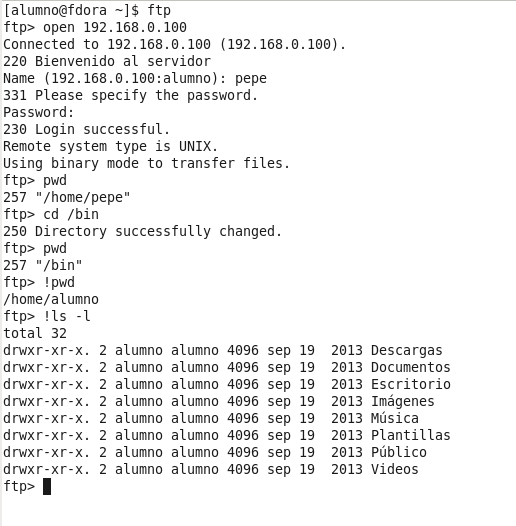 [alumno@fdora ~]$ ftp
ftp> open 192.168.0.100
Connected to 192.168.0.100 (192.168.0.100).
220 Bienvenido al servidor
Name (192.168.0.100:alumno): pepe
331 Please specify the password.
Password:
230 Login successful.
Remote system type is UNIX.
Using binary mode to transfer files.
ftp> pwd
257 "/home/pepe"
ftp> cd /bin
250 Directory successfully changed.
ftp> pwd
257 "/bin"
ftp> !pwd
/home/alumno
ftp> !ls -l
total 32
drwxr-xr-x. 2 alumno alumno 4096 sep 19  2013 Descargas
drwxr-xr-x. 2 alumno alumno 4096 sep 19  2013 Documentos
drwxr-xr-x. 2 alumno alumno 4096 sep 19  2013 Escritorio
drwxr-xr-x. 2 alumno alumno 4096 sep 19  2013 Imágenes
drwxr-xr-x. 2 alumno alumno 4096 sep 19  2013 Música
drwxr-xr-x. 2 alumno alumno 4096 sep 19  2013 Plantillas
drwxr-xr-x. 2 alumno alumno 4096 sep 19  2013 Público
drwxr-xr-x. 2 alumno alumno 4096 sep 19  2013 Videos
ftp>